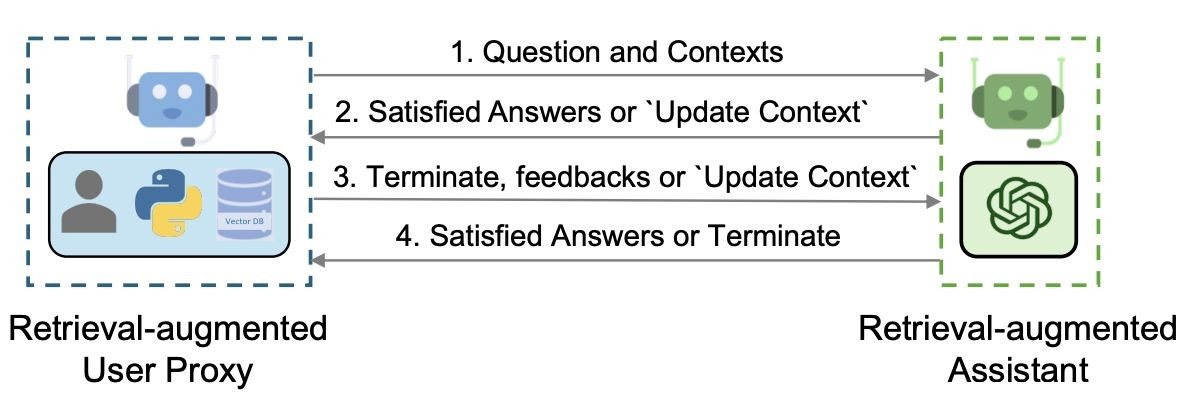 1. Question and Contexts
2. Satisfied Answers or `Update Context`
3. Terminate, feedbacks or `Update Context`
4. Satisfied Answers or Terminate
Vector DB
Retrieval-augmented
User Proxy
Retrieval-augmented
Assistant